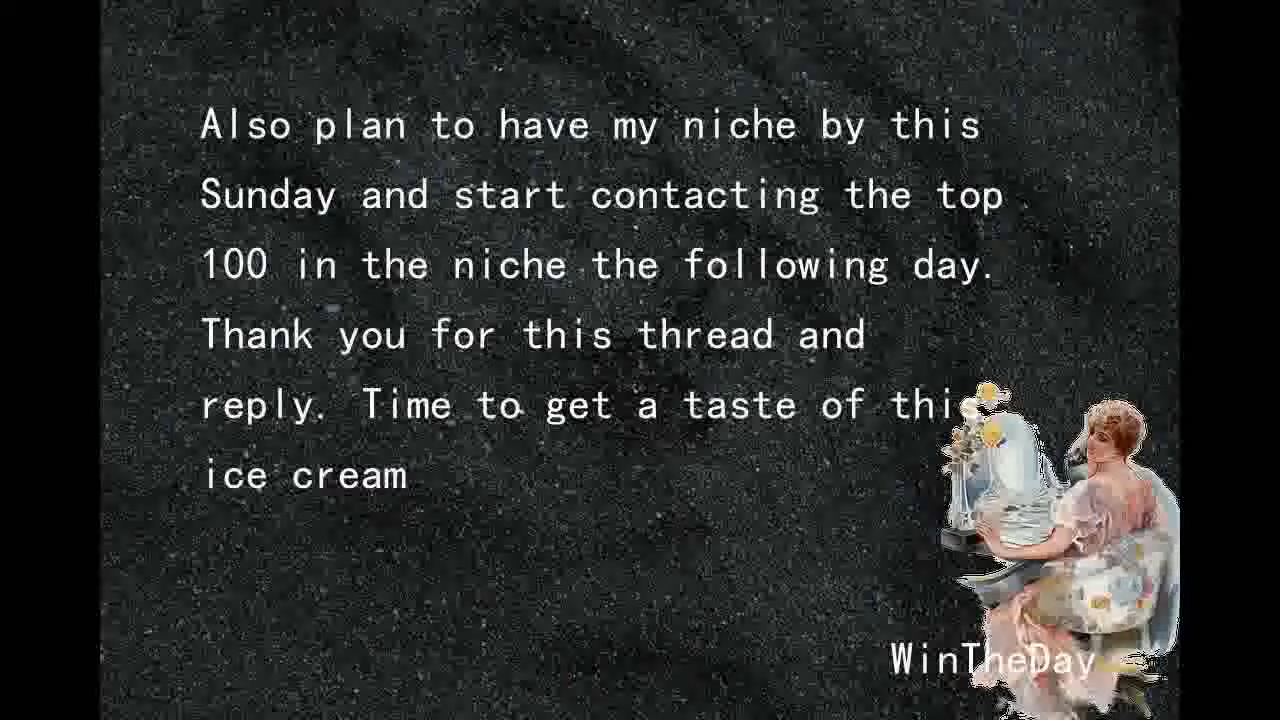 Also plan to have my niche by this
Sunday and start contacting the top
100 in the niche the following day.
Thank you for this thread and
reply. Time to get a taste of this
ice cream
WinTheDay